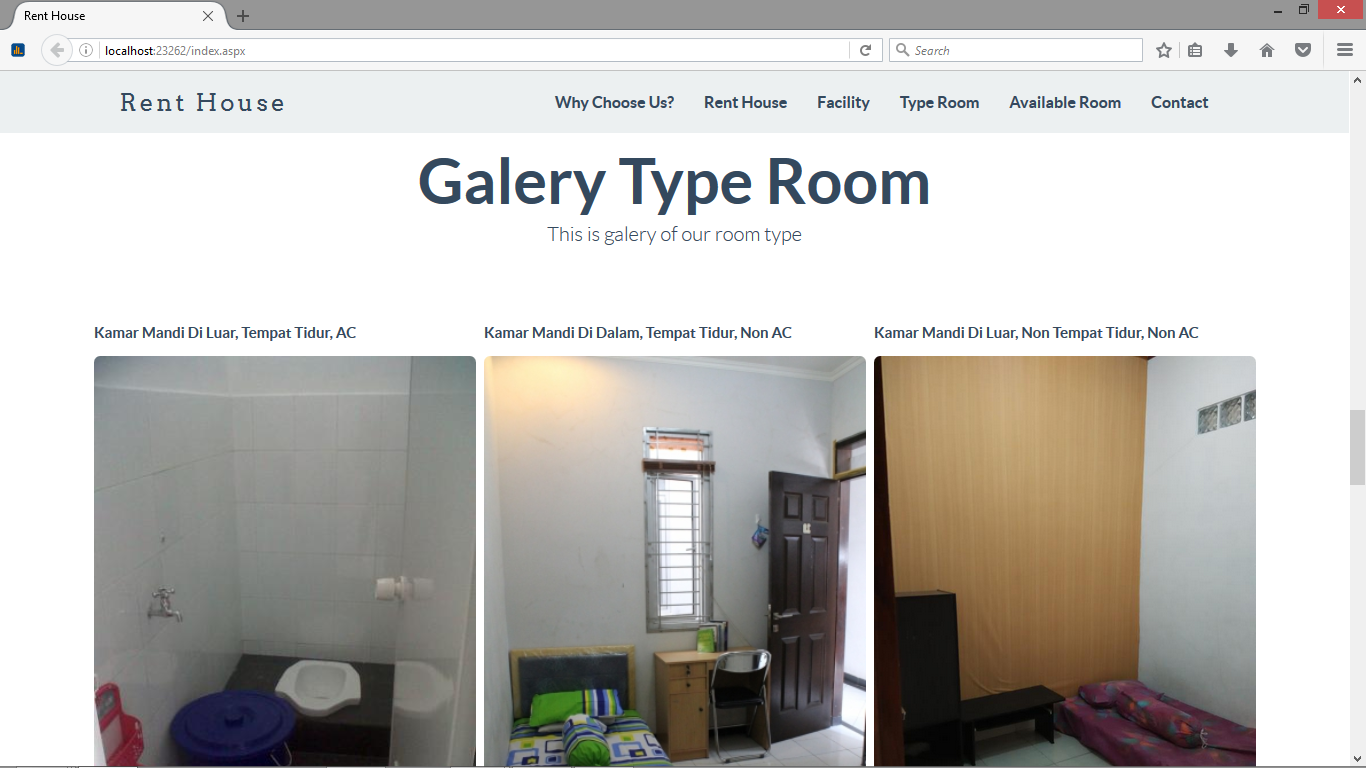 Rent House
localhost:23262/index.aspx
Search
Rent House
Why Choose Us? Rent House Facility Type Room Available Room Contact
Galery Type Room
This is galery of our room type
Kamar Mandi Di Luar, Tempat Tidur, AC
Kamar Mandi Di Dalam, Tempat Tidur, Non AC
Kamar Mandi Di Luar, Non Tempat Tidur, Non AC